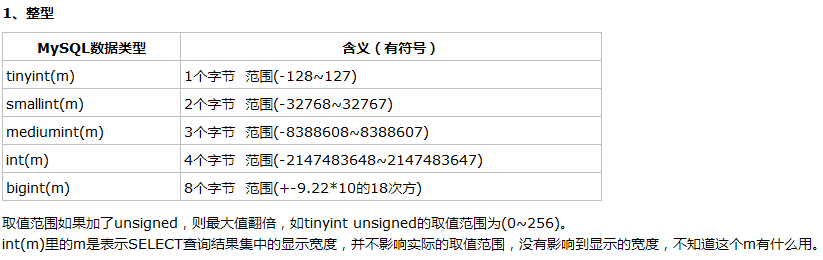 1、整型
MySQL数据类型 含义（有符号）
tinyint(m) 1个字节 范围(-128~127)
smallint(m) 2个字节 范围(-32768~32767)
mediumint(m) 3个字节 范围(-8388608~8388607)
int(m) 4个字节 范围(-2147483648~2147483647)
bigint(m) 8个字节 范围(+-9.22*10的18次方)
取值范围如果加了unsigned，则最大值翻倍，如tinyint unsigned的取值范围为(0~256)。
int(m)里的m是表示SELECT查询结果集中的显示宽度，并不影响实际的取值范围，没有影响到显示的宽度，不知道这个m有什么用。